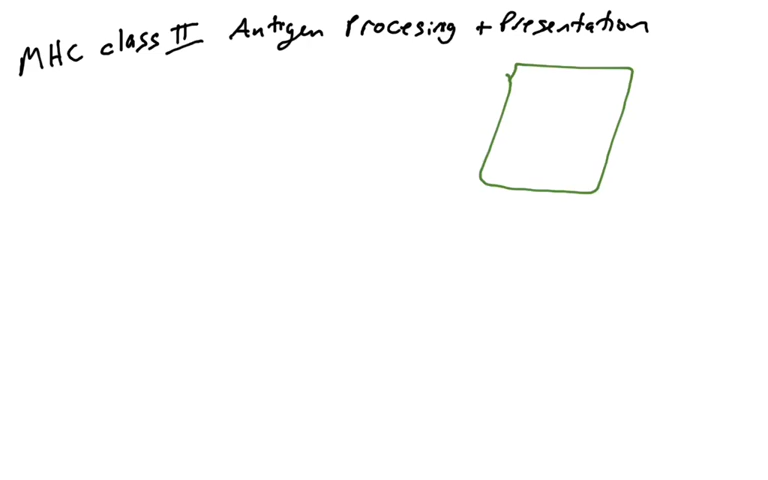 MHC class II Antigen Procesing + Presentation